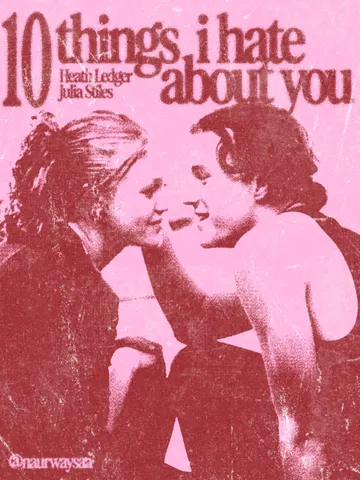 10 things i hate
about you
Heath Ledger
Julia Stiles
@naurwaysaa